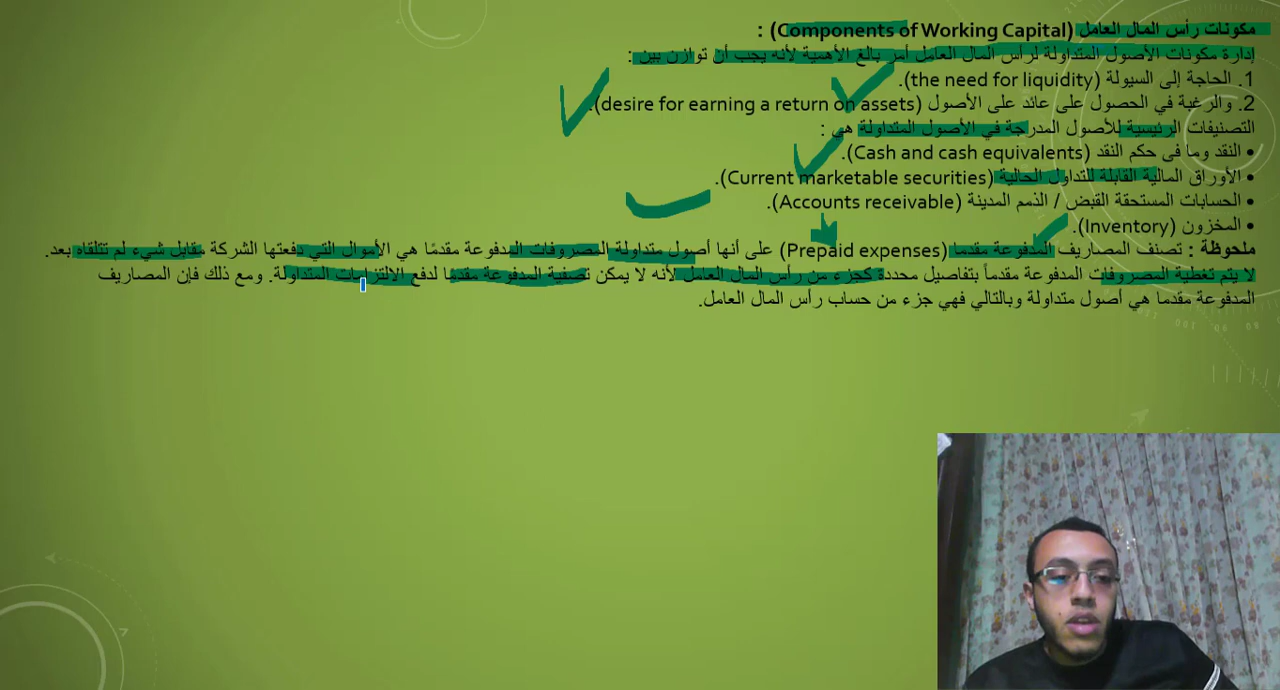 مكونات رأس المال العامل (Components of Working Capital) :
إدارة مكونات الأصول المتداولة لرأس المال العامل أمر بالغ الأهمية لأنه يجب أن توازن بين :
1. الحاجة إلى السيولة (the need for liquidity).
2. والرغبة في الحصول على عائد على الأصول (desire for earning a return on assets).
التصنيفات الرئيسية للأصول المدرجة في الأصول المتداولة هي :
• النقد وما فى حكم النقد (Cash and cash equivalents).
• الأوراق المالية القابلة للتداول الحالية (Current marketable securities).
• الحسابات المستحقة القبض / الذمم المدينة (Accounts receivable).
• المخزون (Inventory).
ملحوظة : تصنف المصاريف المدفوعة مقدما (Prepaid expenses) على أنها أصول متداولة المصروفات المدفوعة مقدمًا هي الأموال التي دفعتها الشركة مقابل شيء لم تتلقاه بعد.
لا يتم تغطية المصروفات المدفوعة مقدمأ بتفاصيل محددة كجزء من رأس المال العامل لأنه لا يمكن تصفية المدفوعة مقدمًا لدفع الالتزامات المتداولة. ومع ذلك فإن المصاريف
المدفوعة مقدما هي أصول متداولة وبالتالي فهي جزء من حساب رأس المال العامل.